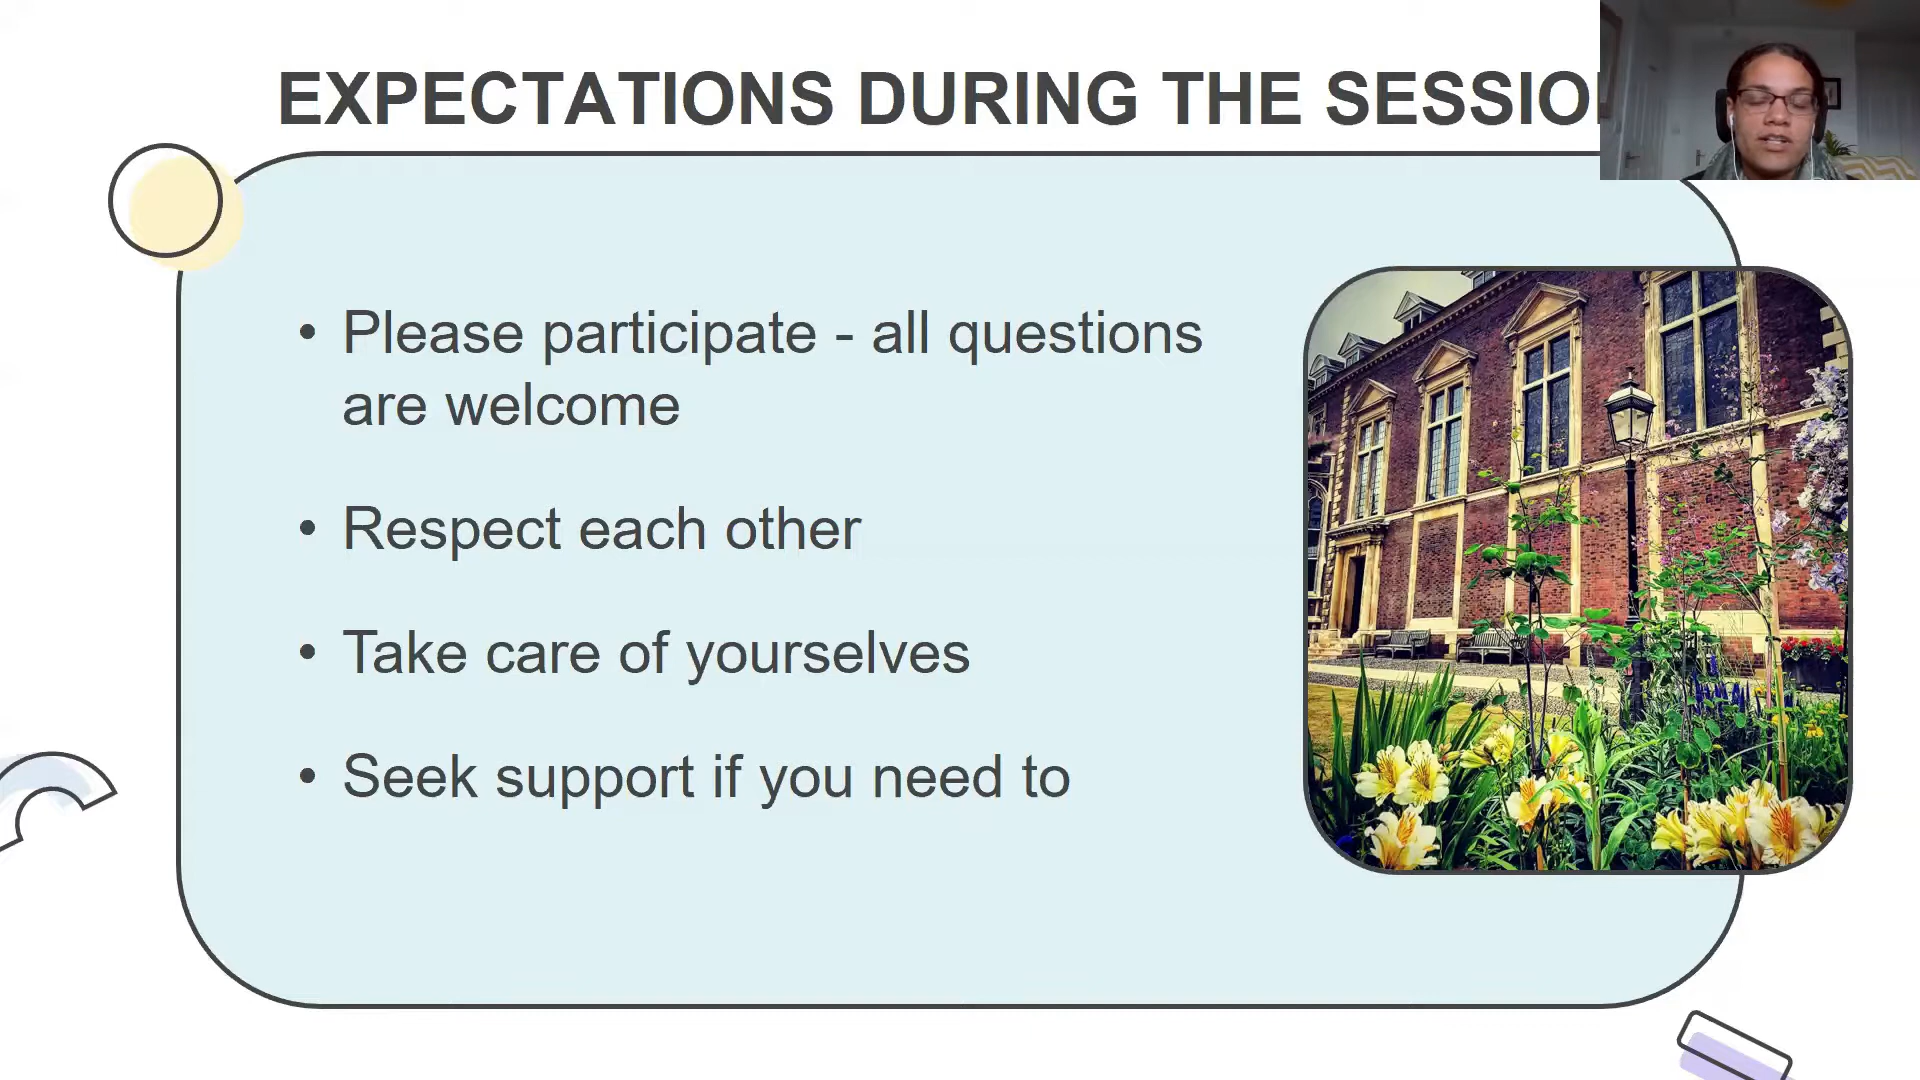 EXPECTATIONS DURING THE SESSIO
• Please participate - all questions
are welcome
• Respect each other
• Take care of yourselves
• Seek support if you need to